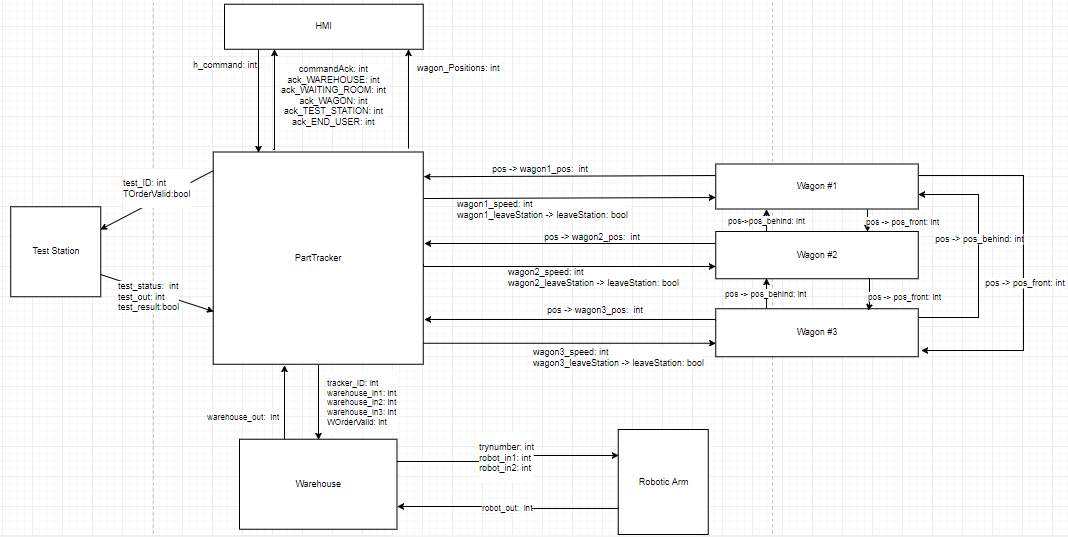 HMI
h_command: int
commandAck: int
ack_WAREHOUSE: int
ack_WAITING_ROOM: int
ack_WAGON: int
ack_TEST_STATION: int
ack_END_USER: int
wagon_Positions: int
test_ID: int
TOrderValid:bool
Test Station
test_status: int
test_out: int
test_result:bool
PartTracker
pos -> wagon1_pos: int
wagon1_speed: int
wagon1_leaveStation -> leaveStation: bool
pos -> wagon2_pos: int
wagon2_speed: int
wagon2_leaveStation -> leaveStation: bool
pos -> wagon3_pos: int
wagon3_speed: int
wagon3_leaveStation -> leaveStation: bool
Wagon #1
pos->pos_behind: int
pos -> pos_front: int
Wagon #2
pos -> pos_behind: int
pos -> pos_front: int
Wagon #3
pos -> pos_behind: int
pos -> pos_front: int
warehouse_out: int
tracker_ID: int
warehouse_in1: int
warehouse_in2: int
warehouse_in3: int
WOrderValid: int
Warehouse
trynumber: int
robot_in1: int
robot_in2: int
robot_out: int
Robotic Arm